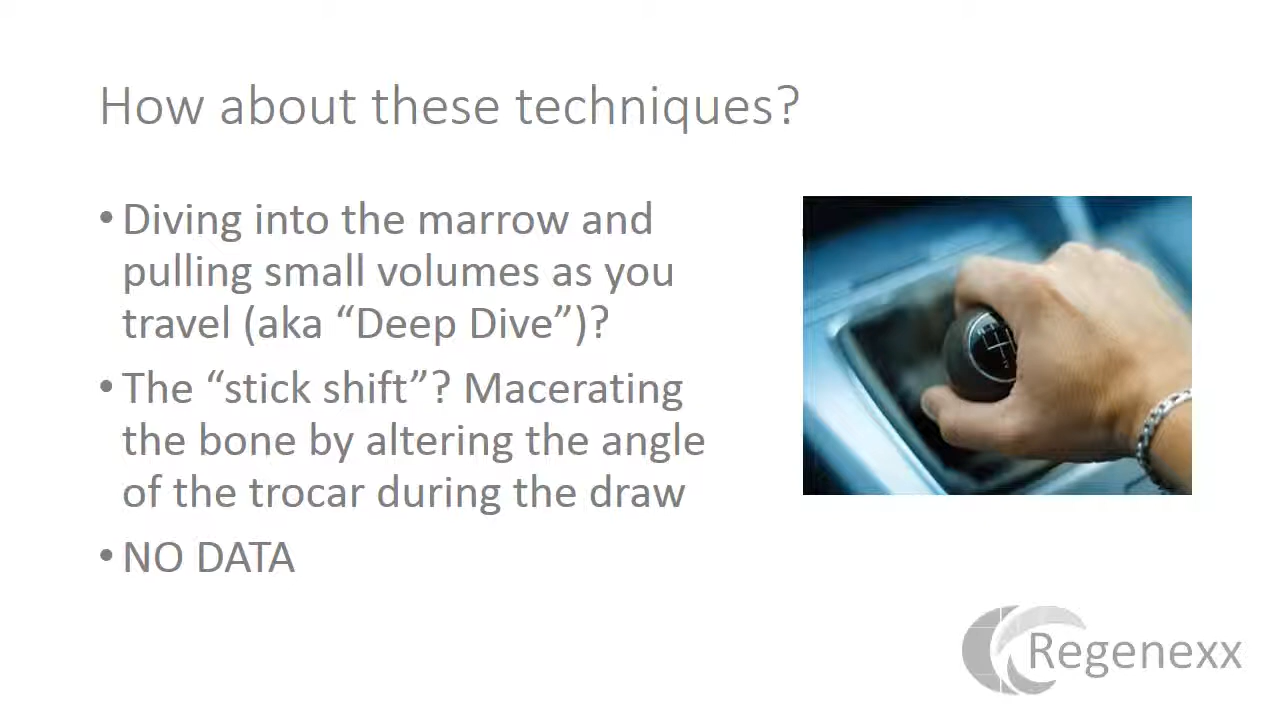 How about these techniques?
• Diving into the marrow and
pulling small volumes as you
travel (aka “Deep Dive”)?
• The “stick shift”? Macerating
the bone by altering the angle
of the trocar during the draw
• NO DATA
Regenexx